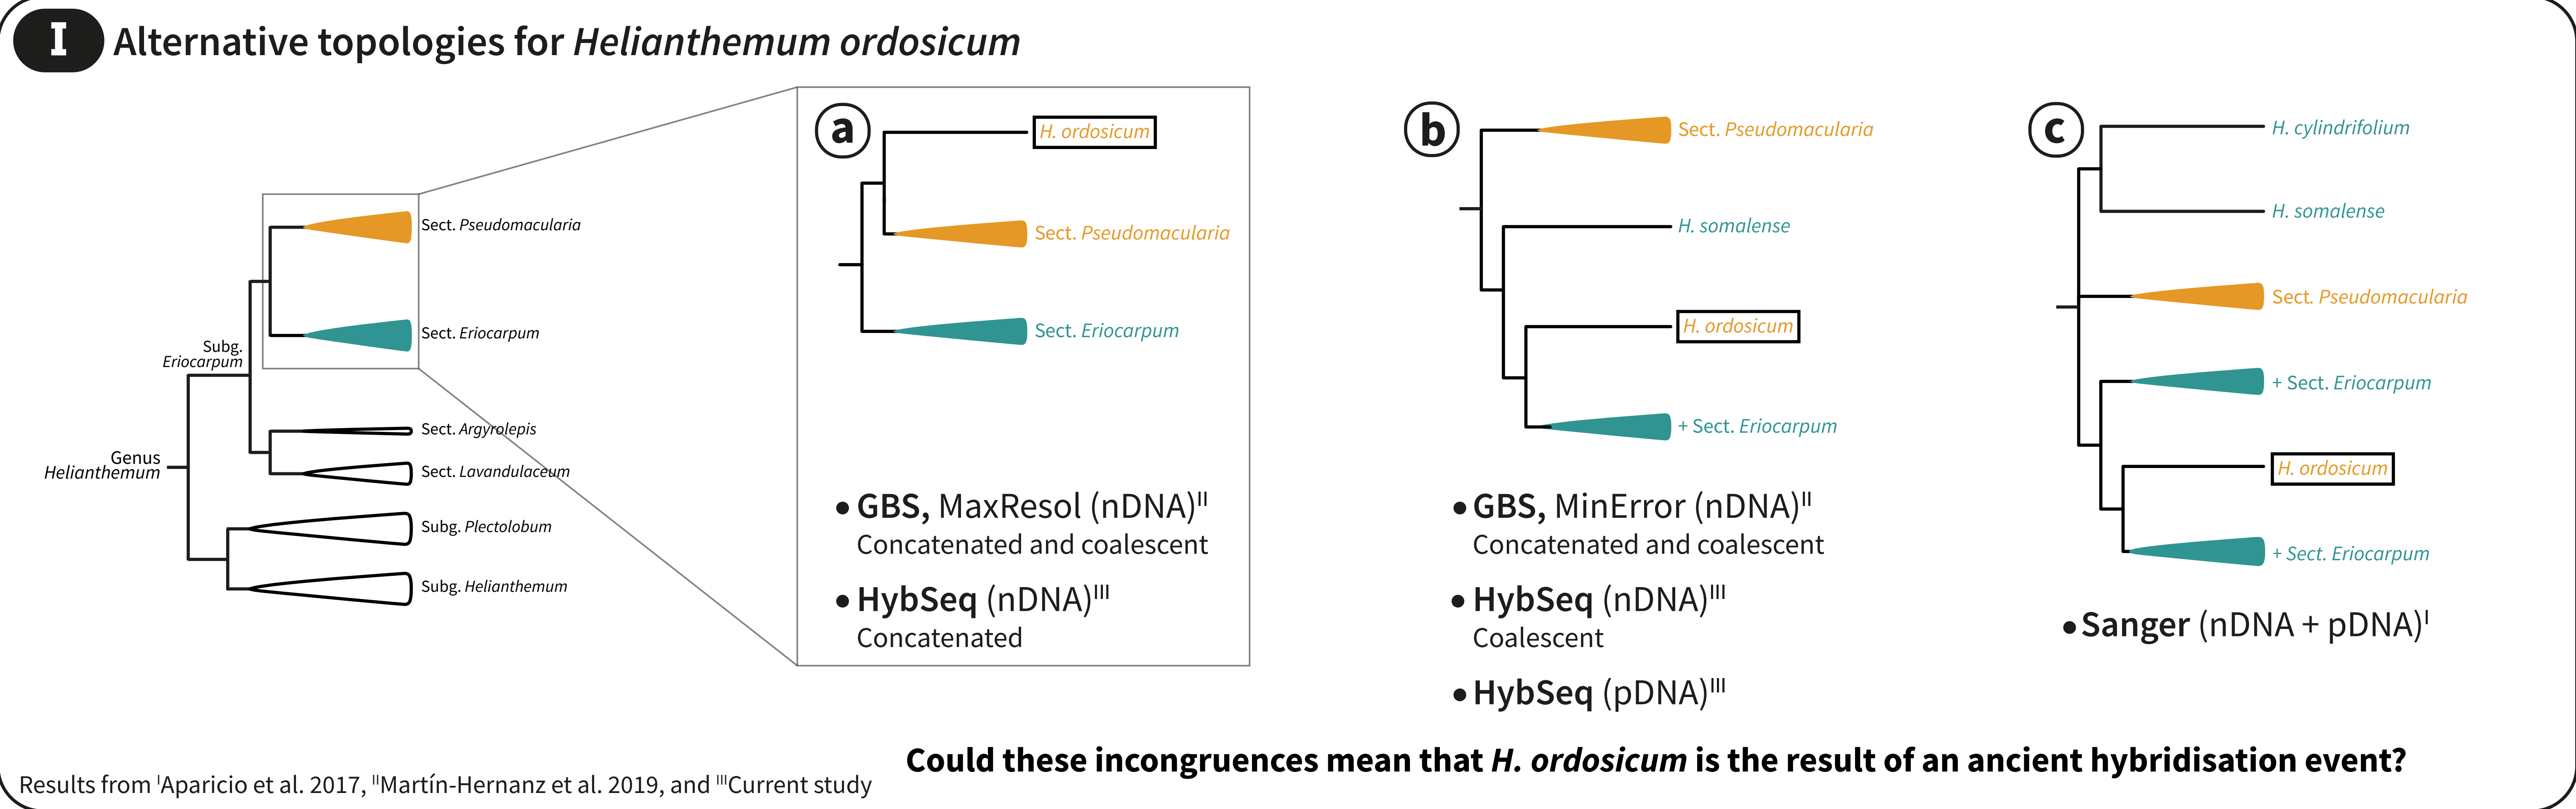 I Alternative topologies for Helianthemum ordosicum
Sect. Pseudomacularia
Sect. Eriocarpum
Subg.
Eriocarpum
Sect. Argyrolepis
Genus
Helianthemum
Sect. Lavandulaceum
Subg. Plectolobum
Subg. Helianthemum
a
H. ordosicum
Sect. Pseudomacularia
Sect. Eriocarpum
• GBS, MaxResol (nDNA)II
Concatenated and coalescent
• HybSeq (nDNA)III
Concatenated
b
Sect. Pseudomacularia
H. somalense
H. ordosicum
+ Sect. Eriocarpum
• GBS, MinError (nDNA)II
Concatenated and coalescent
• HybSeq (nDNA)III
Coalescent
• HybSeq (pDNA)III
c
H. cylindrifolium
H. somalense
Sect. Pseudomacularia
+ Sect. Eriocarpum
H. ordosicum
+ Sect. Eriocarpum
• Sanger (nDNA + pDNA)I
Could these incongruences mean that H. ordosicum is the result of an ancient hybridisation event?
Results from IAparicio et al. 2017, IIMartín-Hernanz et al. 2019, and IIICurrent study